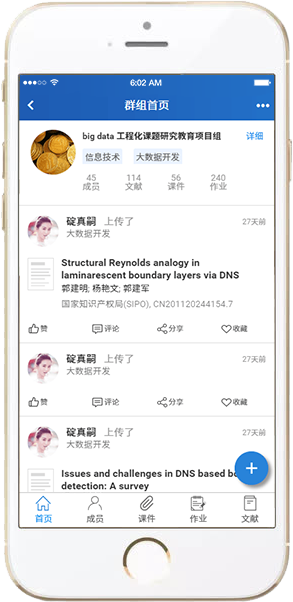 6:02 AM
群组首页
big data 工程化课题研究教育项目组
详细
信息技术 大数据开发
45 114 56 240
成员 文献 课件 作业
碇真嗣 上传了 27天前
大数据开发
Structural Reynolds analogy in
laminarescent boundary layers via DNS
郭建明; 杨艳文; 郭建军
国家知识产权局(SIPO), CN201120244154.7
赞 评论 分享 收藏
碇真嗣 上传了 27天前
大数据开发
赞 评论 分享 收藏
碇真嗣 上传了 27天前
大数据开发
Issues and challenges in DNS based bo
detection: A survey
首页 成员 课件 作业 文献